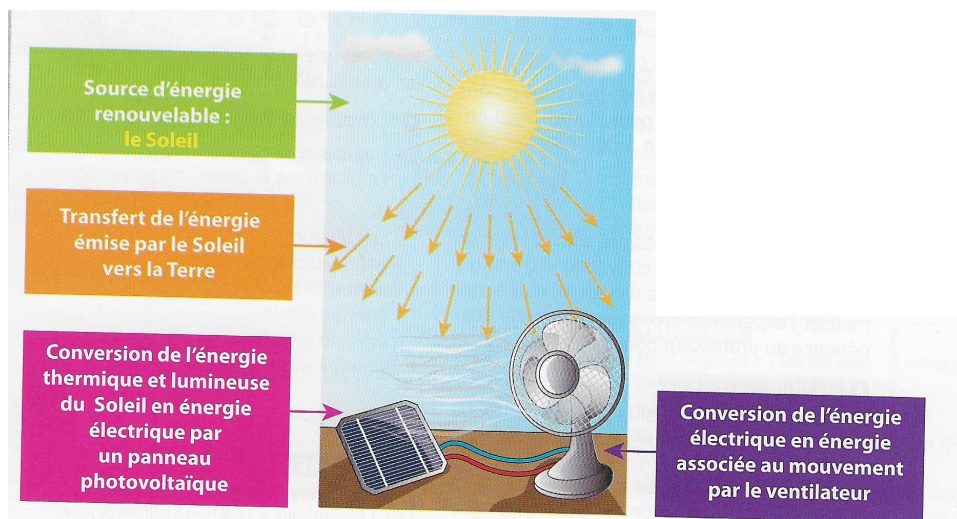 Source d'énergie
renouvelable :
le Soleil
Transfert de l'énergie
émise par le Soleil
vers la Terre
Conversion de l'énergie
thermique et lumineuse
du Soleil en énergie
électrique par
un panneau
photovoltaïque
Conversion de l'énergie
électrique en énergie
associée au mouvement
par le ventilateur